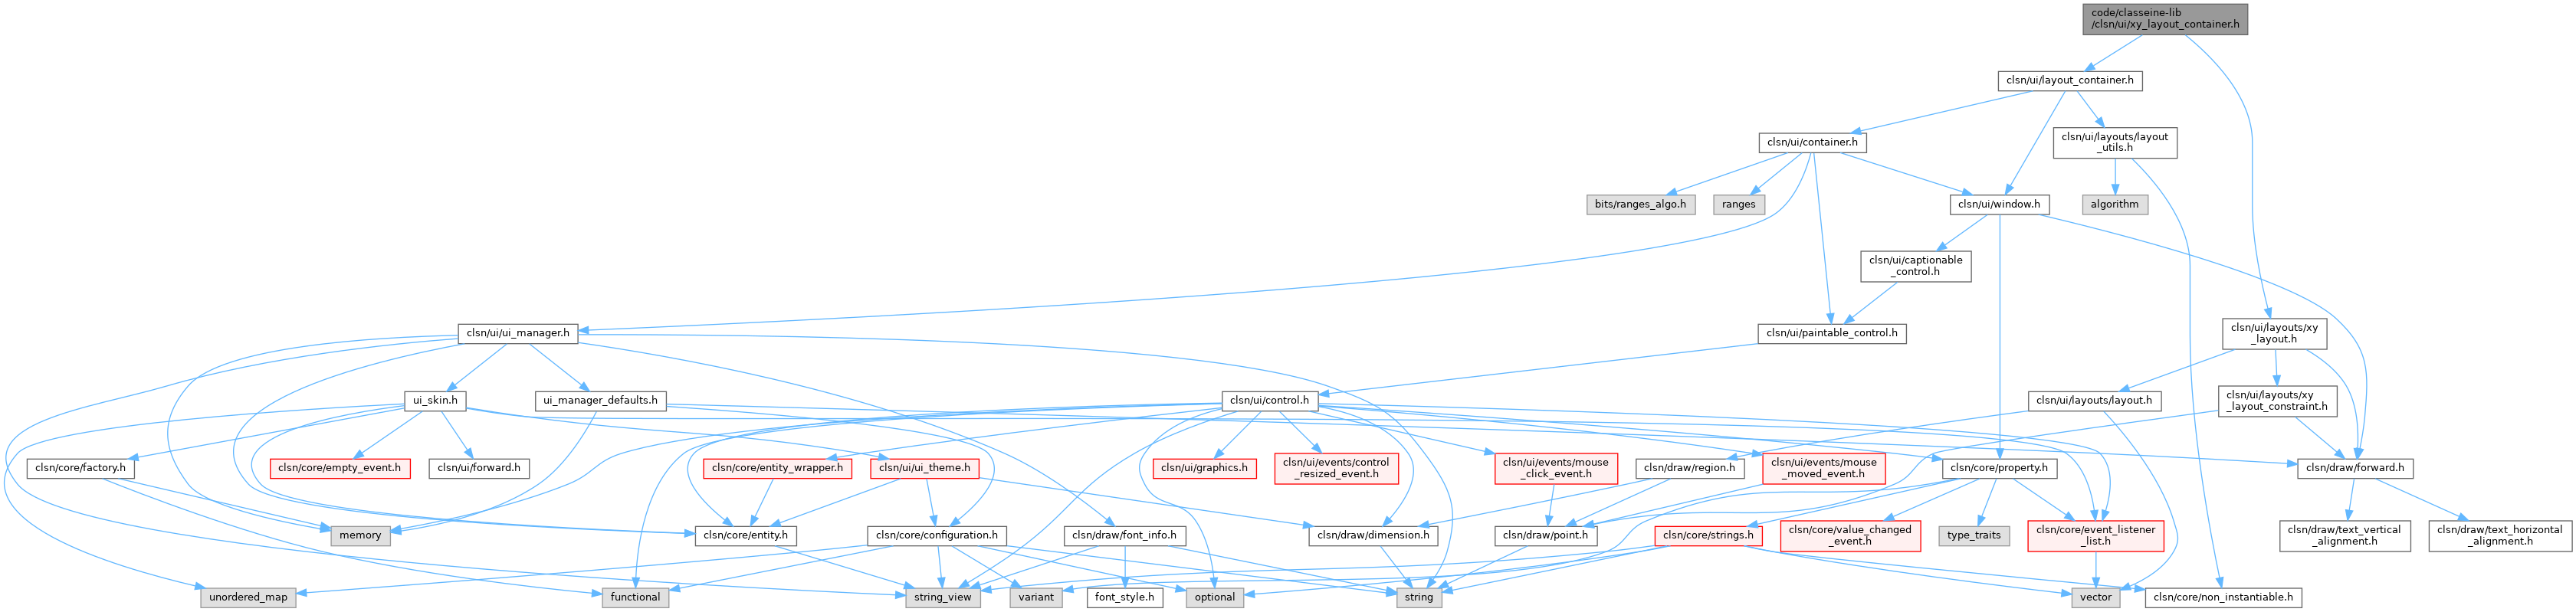 code/classeine-lib
/clsn/ui/xy_layout_container.h
clsn/ui/layout_container.h
clsn/ui/container.h
clsn/ui/layouts/layout
_utils.h
bits/ranges_algo.h
ranges
clsn/ui/window.h
algorithm
clsn/ui/captionable
_control.h
clsn/ui/ui_manager.h
clsn/ui/paintable_control.h
clsn/ui/layouts/xy
_layout.h
ui_skin.h
ui_manager_defaults.h
clsn/ui/control.h
clsn/ui/layouts/layout.h
clsn/ui/layouts/xy
_layout_constraint.h
clsn/core/factory.h
clsn/core/empty_event.h
clsn/ui/forward.h
clsn/core/entity_wrapper.h
clsn/ui/ui_theme.h
clsn/ui/graphics.h
clsn/ui/events/control
_resized_event.h
clsn/ui/events/mouse
_click_event.h
clsn/draw/region.h
clsn/ui/events/mouse
_moved_event.h
clsn/core/property.h
clsn/draw/forward.h
memory
clsn/core/entity.h
clsn/core/configuration.h
clsn/draw/font_info.h
clsn/draw/dimension.h
clsn/draw/point.h
clsn/core/strings.h
clsn/core/value_changed
_event.h
type_traits
clsn/core/event_listener
_list.h
clsn/draw/text_vertical
_alignment.h
clsn/draw/text_horizontal
_alignment.h
unordered_map
functional
string_view
variant
font_style.h
optional
string
vector
clsn/core/non_instantiable.h